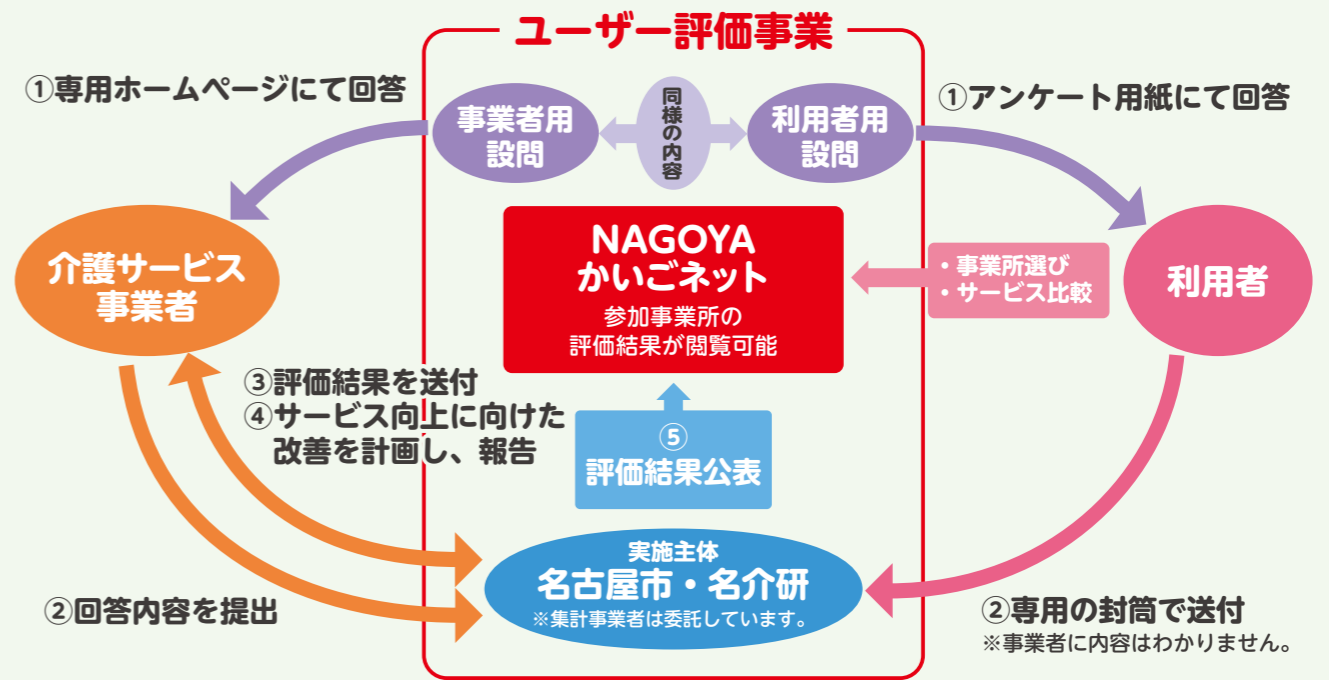 ユーザー評価事業
①専用ホームページにて回答
事業者用
設問
同様の内容
利用者用
設問
①アンケート用紙にて回答
介護サービス
事業者
NAGOYA
かいごネット
参加事業所の
評価結果が閲覧可能
・事業所選び
・サービス比較
利用者
③評価結果を送付
④サービス向上に向けた
改善を計画し、報告
⑤
評価結果公表
実施主体
名古屋市・名介研
※集計事業者は委託しています。
②回答内容を提出
②専用の封筒で送付
※事業者に内容はわかりません。